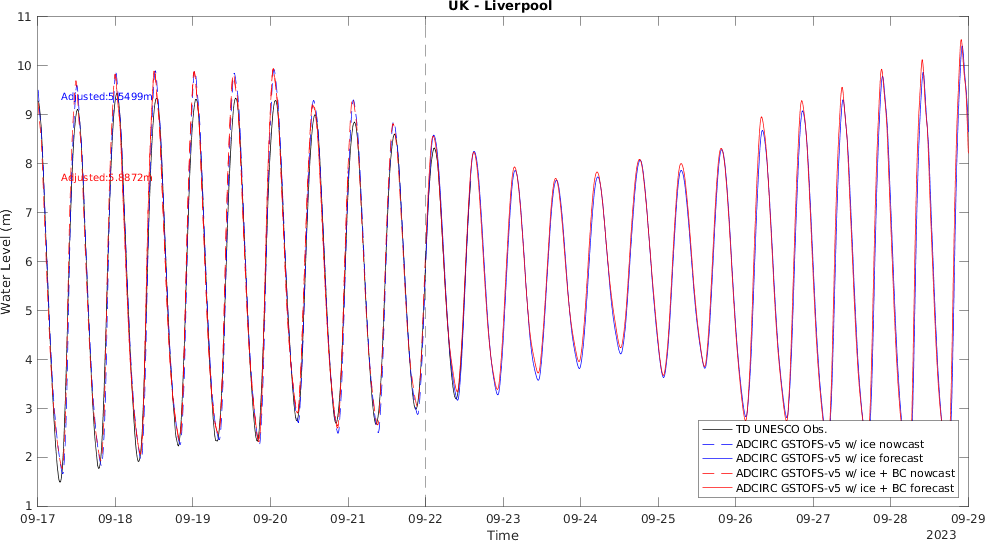 UK - Liverpool
11
10
9
8
7
6
5
4
3
2
1
Water Level (m)
Adjusted:5.5499m
Adjusted:5.8872m
TD UNESCO Obs.
ADCIRC GSTOFS-v5 w/ ice nowcast
ADCIRC GSTOFS-v5 w/ ice forecast
ADCIRC GSTOFS-v5 w/ ice + BC nowcast
ADCIRC GSTOFS-v5 w/ ice + BC forecast
09-17 09-18 09-19 09-20 09-21 09-22 09-23 09-24 09-25 09-26 09-27 09-28 09-29
Time
2023